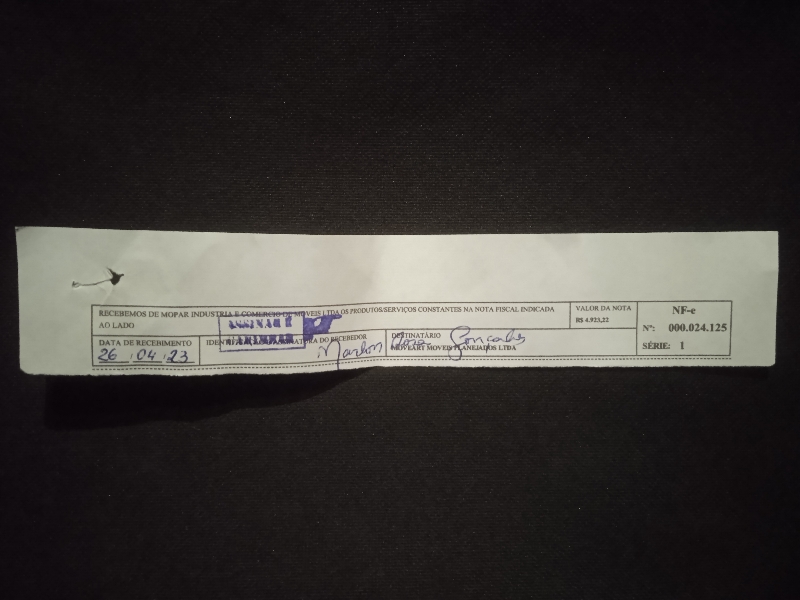 RECEBEMOS DE MOPAR INDUSTRIA E COMERCIO DE MOVEIS LTDA OS PRODUTOS/SERVIÇOS CONSTANTES NA NOTA FISCAL INDICADA
AO LADO
VALOR DA NOTA
R$ 4.923,22
NF-e
Nº: 000.024.125
SÉRIE: 1
DATA DE RECEBIMENTO
26 04 23
DO RECEBEDOR
Marlon Gonçalves
DESTINATÁRIO
MOVEART MOVEIS PLANEJADOS LTDA